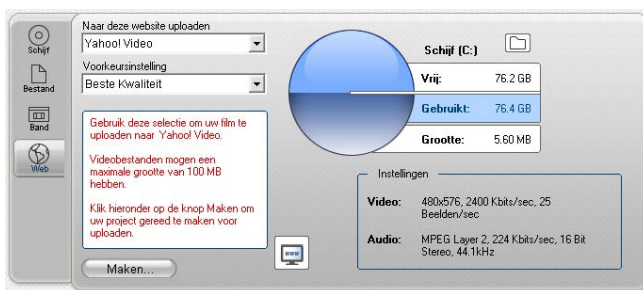 Schijf
Bestand
Band
Web
Naar deze website uploaden
Yahoo! Video
Voorkeursinstelling
Beste Kwaliteit
Gebruik deze selectie om uw film te
uploaden naar Yahoo! Video.
Videobestanden mogen een
maximale grootte van 100 MB
hebben.
Klik hieronder op de knop Maken om
uw project gereed te maken voor
uploaden.
Maken...
www
Schijf (C:)
Vrij: 76.2 GB
Gebruikt: 76.4 GB
Grootte: 5.60 MB
Instellingen
Video: 480x576, 2400 Kbits/sec, 25
Beelden/sec
Audio: MPEG Layer 2, 224 Kbits/sec, 16 Bit
Stereo, 44.1kHz